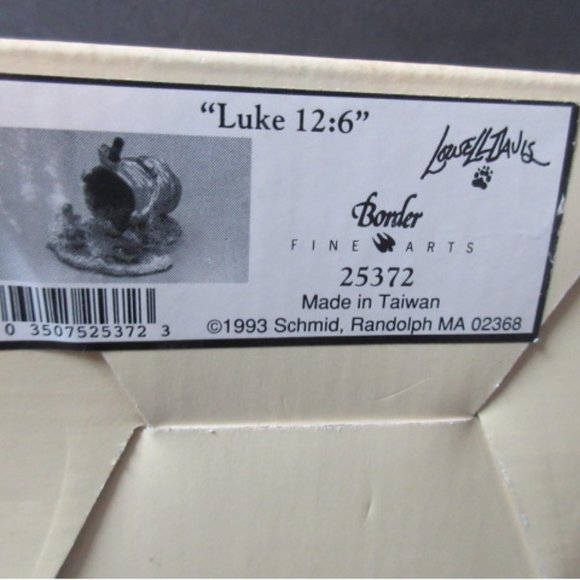 “Luke 12:6”
Lowell Davis
Border
FINE ARTS
25372
Made in Taiwan
0 3507525372 3
©1993 Schmid, Randolph MA 02368